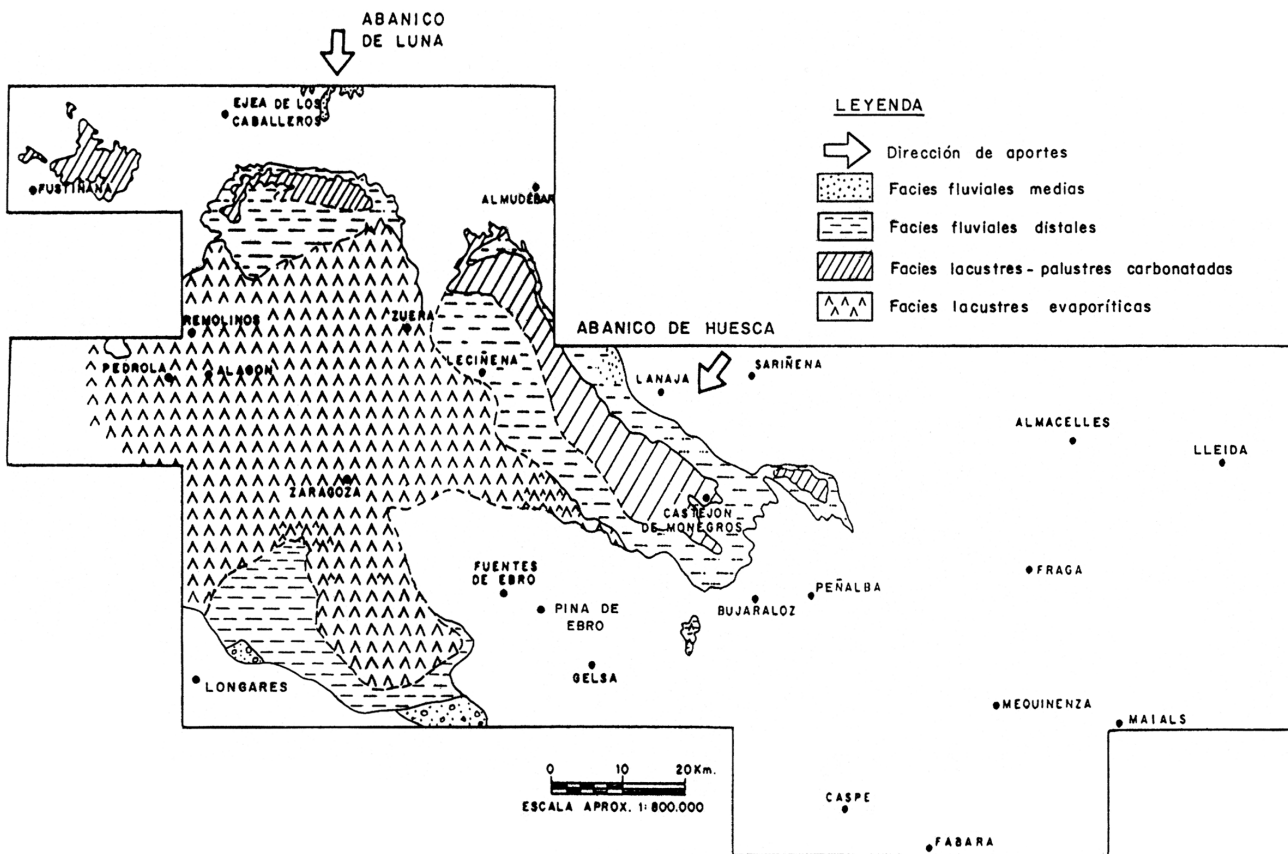 ABANICO
DE LUNA
EJEA DE LOS
CABALLEROS
FUSTIÑANA
ALMUDÉBAR
LEYENDA
Dirección de aportes
Facies fluviales medias
Facies fluviales distales
Facies lacustres-palustres carbonatadas
Facies lacustres evaporíticas
REMOLINOS
ZUERA
ABANICO DE HUESCA
PEDROLA
ALAGON
LECIÑENA
LANAJA
SARIÑENA
ALMACELLES
LLEIDA
ZARAGOZA
CASTEJON
DE MONEGROS
FUENTES
DE EBRO
PINA DE
EBRO
BUJARALOZ
PEÑALBA
FRAGA
LONGARES
GELSA
MEQUINENZA
MAIALS
0 10 20 Km.
ESCALA APROX. 1:800.000
CASPE
FABARA